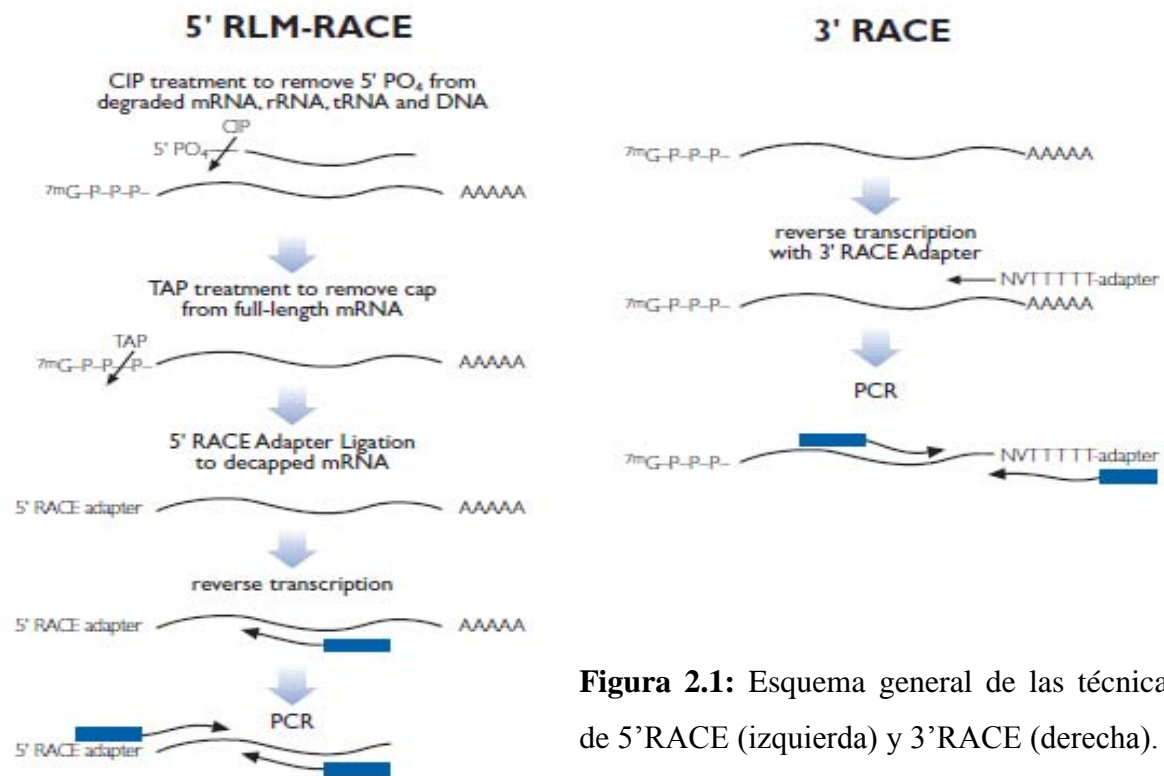 5' RLM-RACE
CIP treatment to remove 5' PO₄ from
degraded mRNA, rRNA, tRNA and DNA
CIP
5' PO₄
7mG-P-P-P-
AAAAA
TAP treatment to remove cap
from full-length mRNA
TAP
7mG-P-P-P-
AAAAA
5' RACE Adapter Ligation
to decapped mRNA
5' RACE adapter
AAAAA
reverse transcription
5' RACE adapter
AAAAA
PCR
5' RACE adapter
3' RACE
7mG-P-P-P-
AAAAA
reverse transcription
with 3' RACE Adapter
NVTTTTT-adapter
7mG-P-P-P-
AAAAA
PCR
7mG-P-P-P-
NVTTTTT-adapter
Figura 2.1: Esquema general de las técnica
de 5'RACE (izquierda) y 3'RACE (derecha).